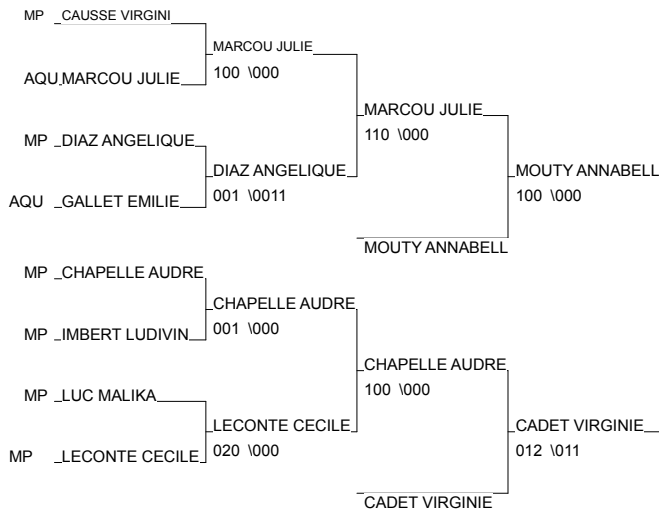 MP CAUSSE VIRGINI
MARCOU JULIE
100 \000
AQU MARCOU JULIE
MARCOU JULIE
110 \000
MP DIAZ ANGELIQUE
DIAZ ANGELIQUE
001 \0011
MOUTY ANNABELL
100 \000
AQU GALLET EMILIE
MOUTY ANNABELL
MP CHAPELLE AUDRE
CHAPELLE AUDRE
001 \000
MP IMBERT LUDIVIN
CHAPELLE AUDRE
100 \000
MP LUC MALIKA
LECONTE CECILE
020 \000
CADET VIRGINIE
012 \011
MP LECONTE CECILE
CADET VIRGINIE